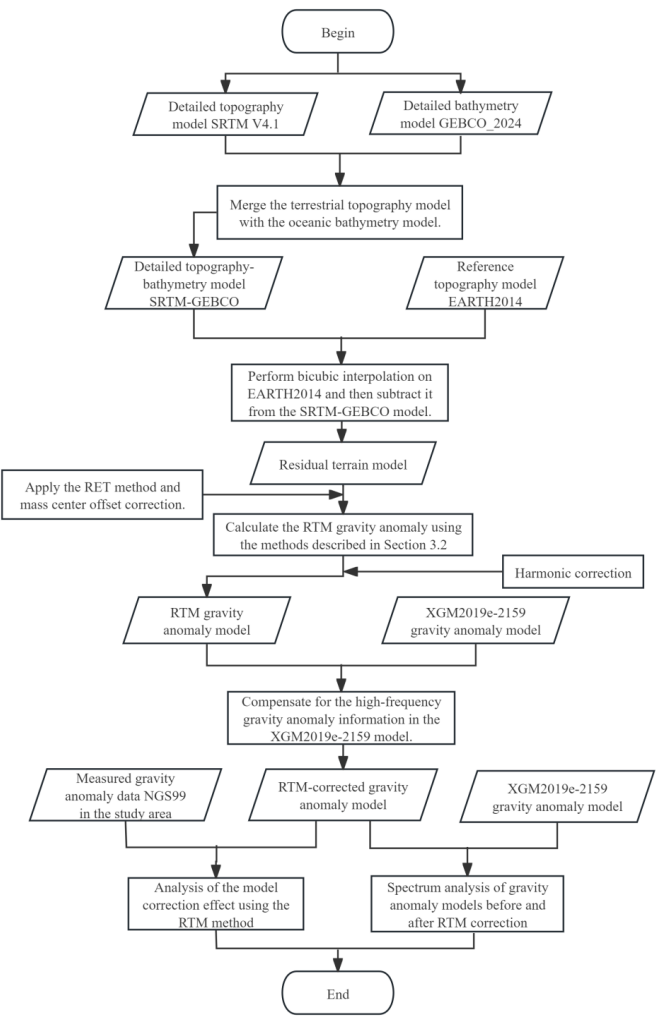 Begin
Detailed topography
model SRTM V4.1
Detailed bathymetry
model GEBCO_2024
Merge the terrestrial topography model
with the oceanic bathymetry model.
Detailed topography-
bathymetry model
SRTM-GEBCO
Reference
topography model
EARTH2014
Perform bicubic interpolation on
EARTH2014 and then subtract it
from the SRTM-GEBCO model.
Residual terrain model
Apply the RET method and
mass center offset correction.
Calculate the RTM gravity anomaly using
the methods described in Section 3.2
Harmonic correction
RTM gravity
anomaly model
XGM2019e-2159
gravity anomaly model
Compensate for the high-frequency
gravity anomaly information in the
XGM2019e-2159 model.
Measured gravity
anomaly data NGS99
in the study area
RTM-corrected gravity
anomaly model
XGM2019e-2159
gravity anomaly model
Analysis of the model
correction effect using the
RTM method
Spectrum analysis of gravity
anomaly models before and
after RTM correction
End